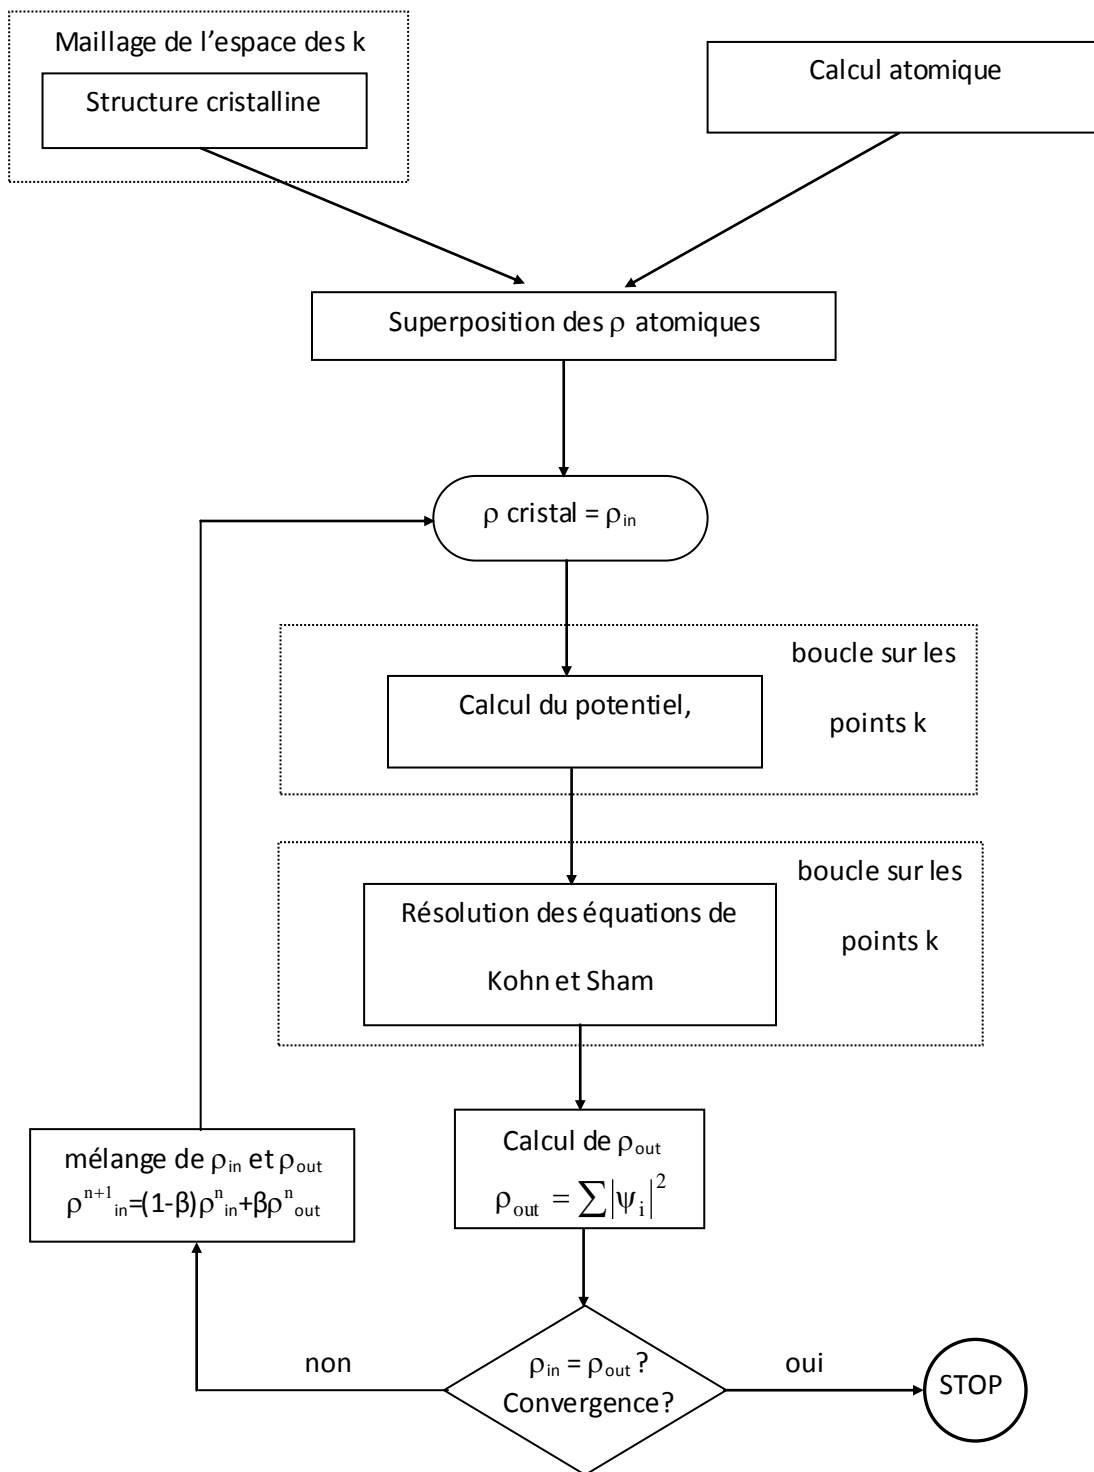 Maillage de l’espace des k
Structure cristalline
Calcul atomique
Superposition des ρ atomiques
ρ cristal = ρin
boucle sur les
points k
Calcul du potentiel,
boucle sur les
points k
Résolution des équations de
Kohn et Sham
Calcul de ρout
ρout = ∑|ψi|²
mélange de ρin et ρout
ρⁿ⁺¹in=(1-β)ρⁿin+βρⁿout
ρin = ρout ?
Convergence?
non
oui
STOP